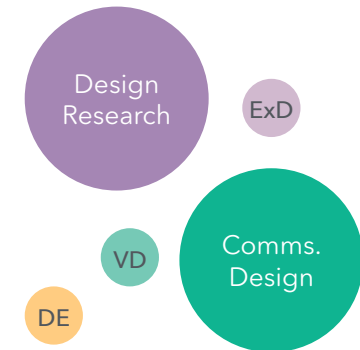 Design
Research
ExD
Comms.
Design
VD
DE